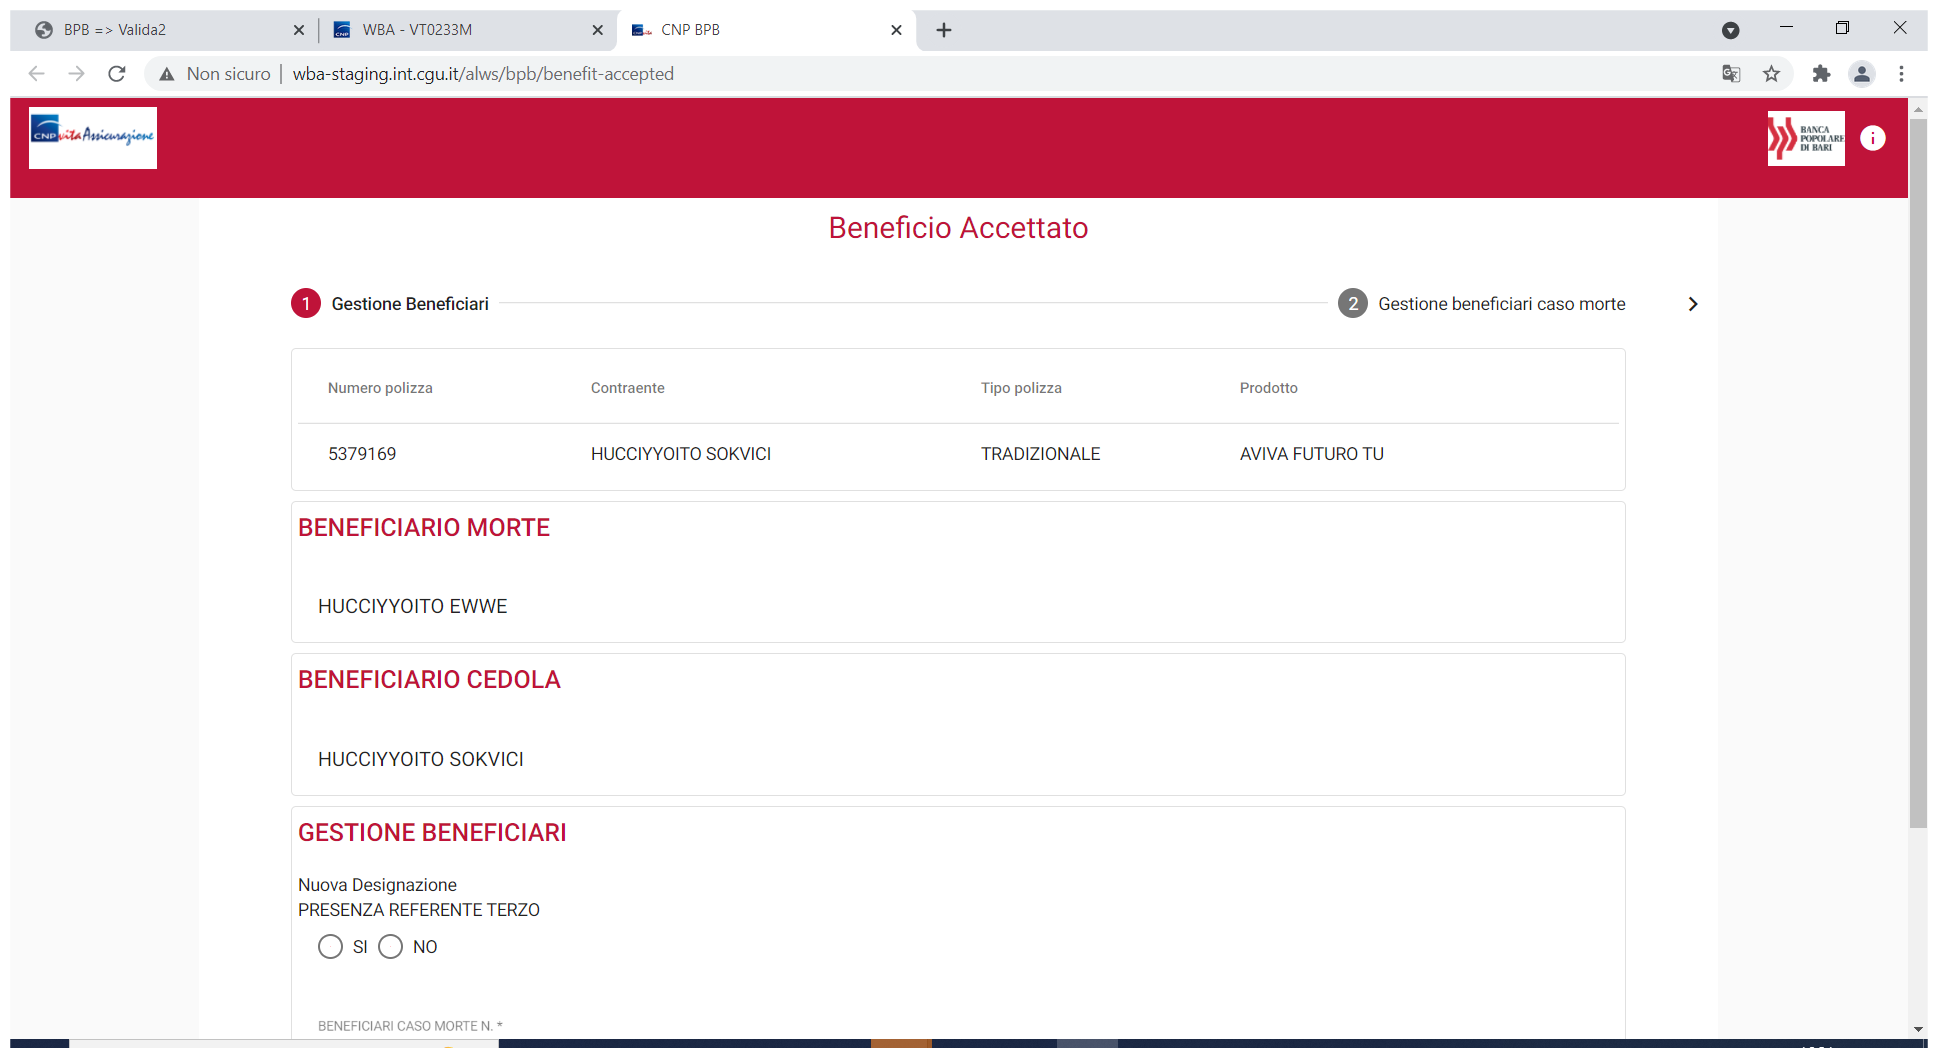 BPB => Valida2
WBA - VT0233M
CNP BPB
Non sicuro
wba-staging.int.cgu.it/alws/bpb/benefit-accepted
CNP vita Assicurazione
BANCA
POPOLARE
DI BARI
i
Beneficio Accettato
1 Gestione Beneficiari
2 Gestione beneficiari caso morte
Numero polizza Contraente Tipo polizza Prodotto
5379169 HUCCIYYOITO SOKVICI TRADIZIONALE AVIVA FUTURO TU
BENEFICIARIO MORTE
HUCCIYYOITO EWWE
BENEFICIARIO CEDOLA
HUCCIYYOITO SOKVICI
GESTIONE BENEFICIARI
Nuova Designazione
PRESENZA REFERENTE TERZO
SI NO
BENEFICIARI CASO MORTE N. *